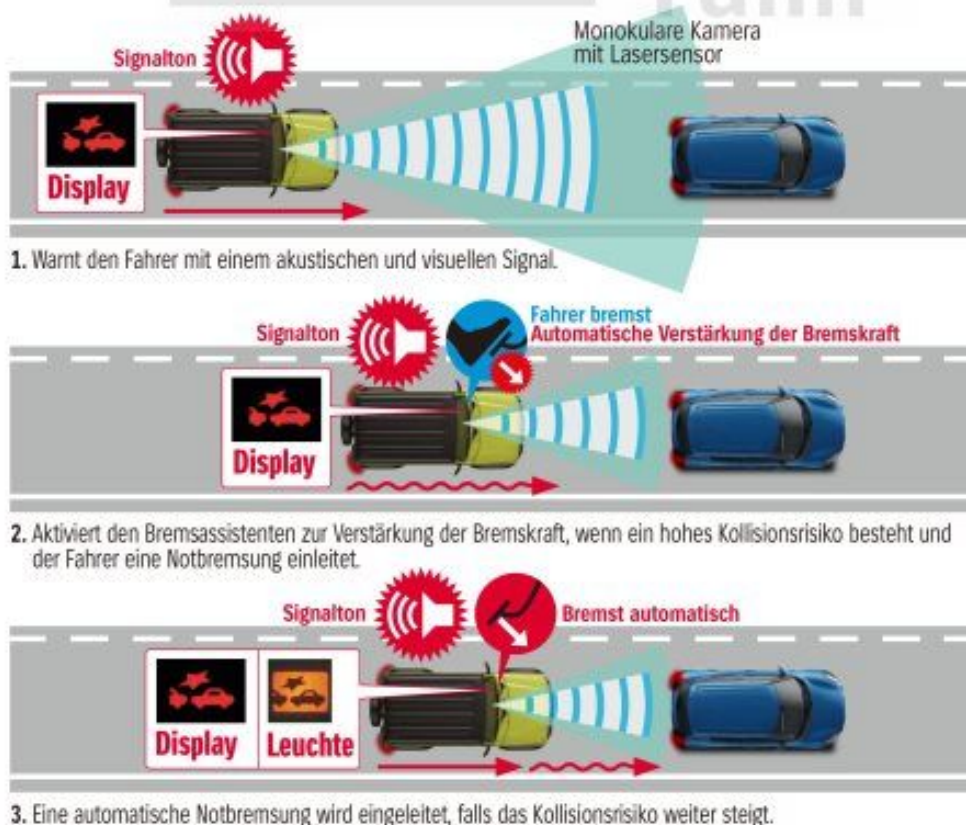 Monokulare Kamera
mit Lasersensor
Signalton
Display
1. Warnt den Fahrer mit einem akustischen und visuellen Signal.
Fahrer bremst
Signalton
Automatische Verstärkung der Bremskraft
Display
2. Aktiviert den Bremsassistenten zur Verstärkung der Bremskraft, wenn ein hohes Kollisionsrisiko besteht und
der Fahrer eine Notbremsung einleitet.
Signalton
Bremst automatisch
Display
Leuchte
3. Eine automatische Notbremsung wird eingeleitet, falls das Kollisionsrisiko weiter steigt.